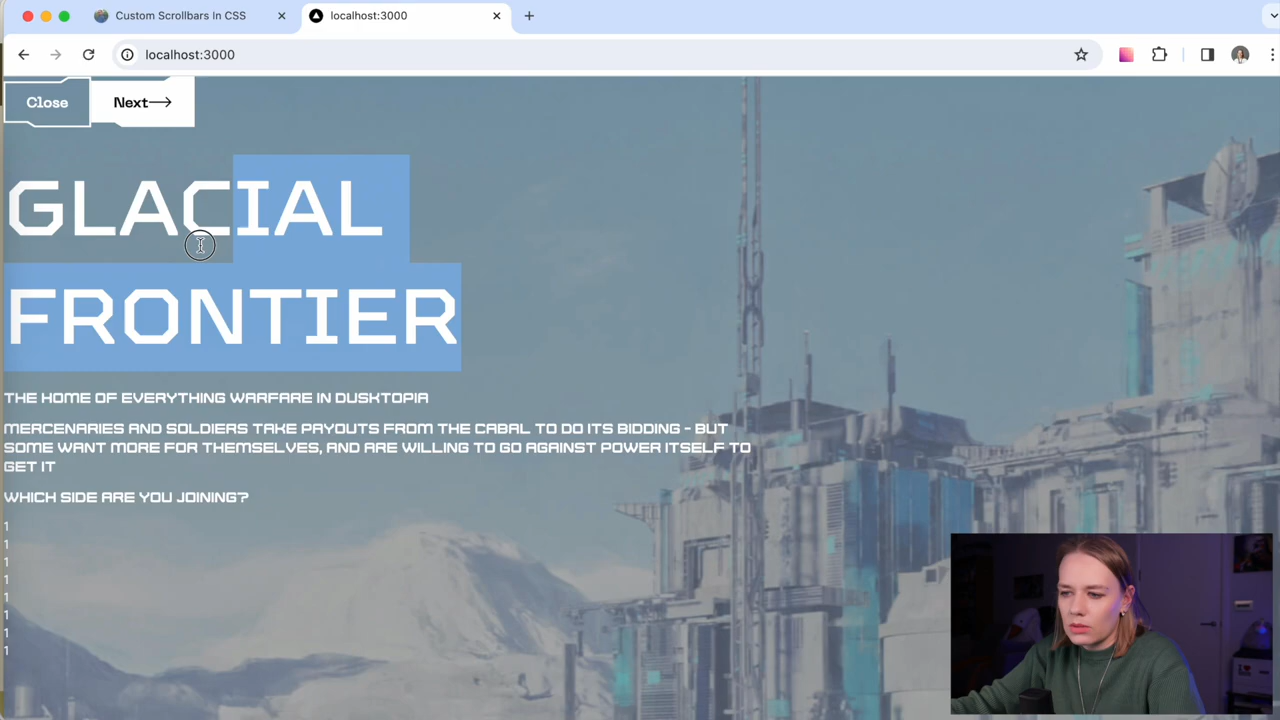 Custom Scrollbars In CSS
localhost:3000
localhost:3000
Close
Next
GLACIAL
FRONTIER
THE HOME OF EVERYTHING WARFARE IN DUSKTOPIA
MERCENARIES AND SOLDIERS TAKE PAYOUTS FROM THE CABAL TO DO ITS BIDDING - BUT
SOME WANT MORE FOR THEMSELVES, AND ARE WILLING TO GO AGAINST POWER ITSELF TO
GET IT
WHICH SIDE ARE YOU JOINING?
1
1
1
1
1
1
1
1